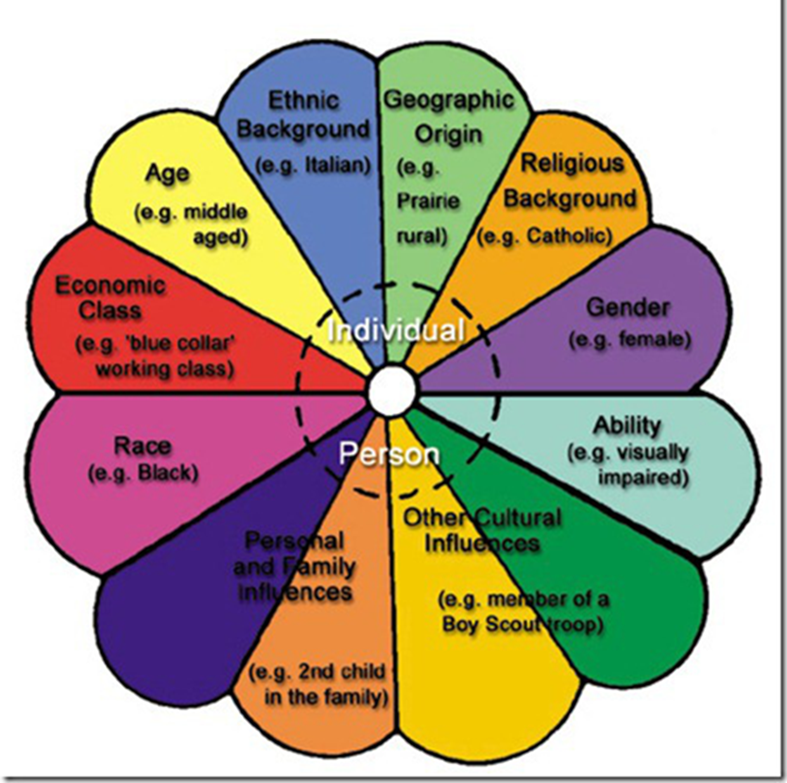 Ethnic
Background
(e.g. Italian)
Geographic
Origin
(e.g.
Prairie
rural)
Religious
Background
(e.g. Catholic)
Gender
(e.g. female)
Ability
(e.g. visually
impaired)
Other Cultural
Influences
(e.g. member of a
Boy Scout troop)
Personal
and Family
influences
(e.g. 2nd child
in the family)
Race
(e.g. Black)
Economic
Class
(e.g. 'blue collar'
working class)
Age
(e.g. middle
aged)
Individual
Person